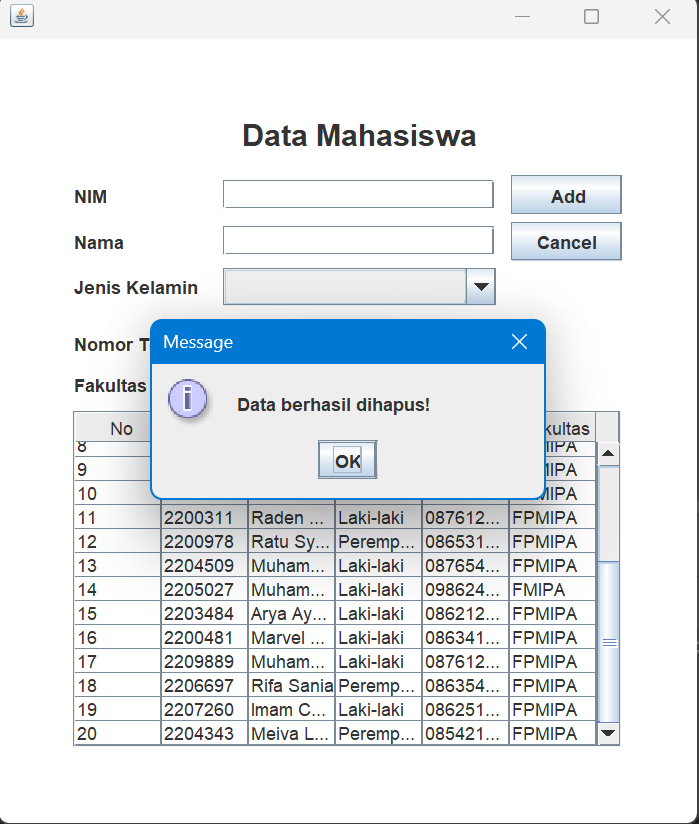 Data Mahasiswa
NIM Add
Nama Cancel
Jenis Kelamin
Nomor
Fakultas
Message
Data berhasil dihapus!
OK
No
8 FPMIPA
9 FPMIPA
10 FPMIPA
11 2200311 Raden ... Laki-laki 087612... FPMIPA
12 2200978 Ratu Sy... Peremp... 086531... FPMIPA
13 2204509 Muham... Laki-laki 087654... FPMIPA
14 2205027 Muham... Laki-laki 098624... FMIPA
15 2203484 Arya Ay... Laki-laki 086212... FPMIPA
16 2200481 Marvel ... Laki-laki 086341... FPMIPA
17 2209889 Muham... Laki-laki 087612... FPMIPA
18 2206697 Rifa Sania Peremp... 086354... FPMIPA
19 2207260 Imam C... Laki-laki 086251... FPMIPA
20 2204343 Meiva L... Peremp... 085421... FPMIPA